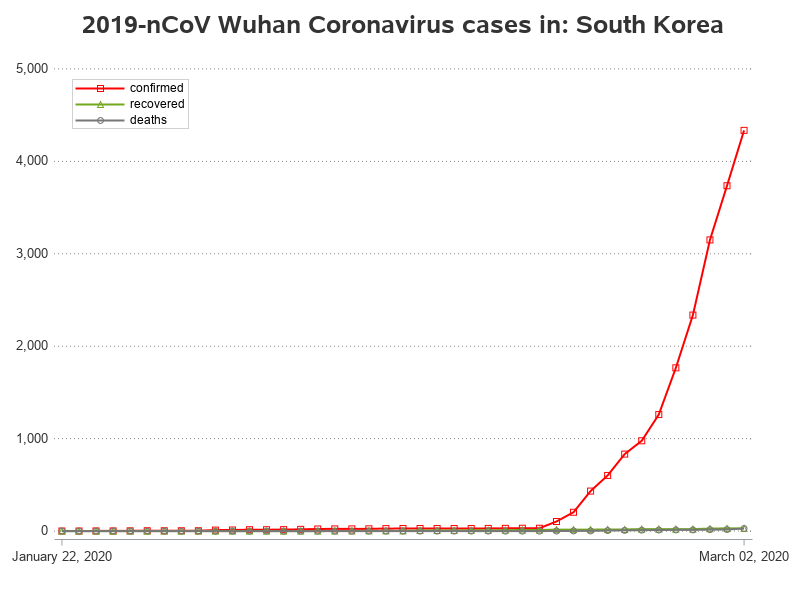 2019-nCoV Wuhan Coronavirus cases in: South Korea
5,000
confirmed
recovered
deaths
4,000
3,000
2,000
1,000
0
January 22, 2020
March 02, 2020